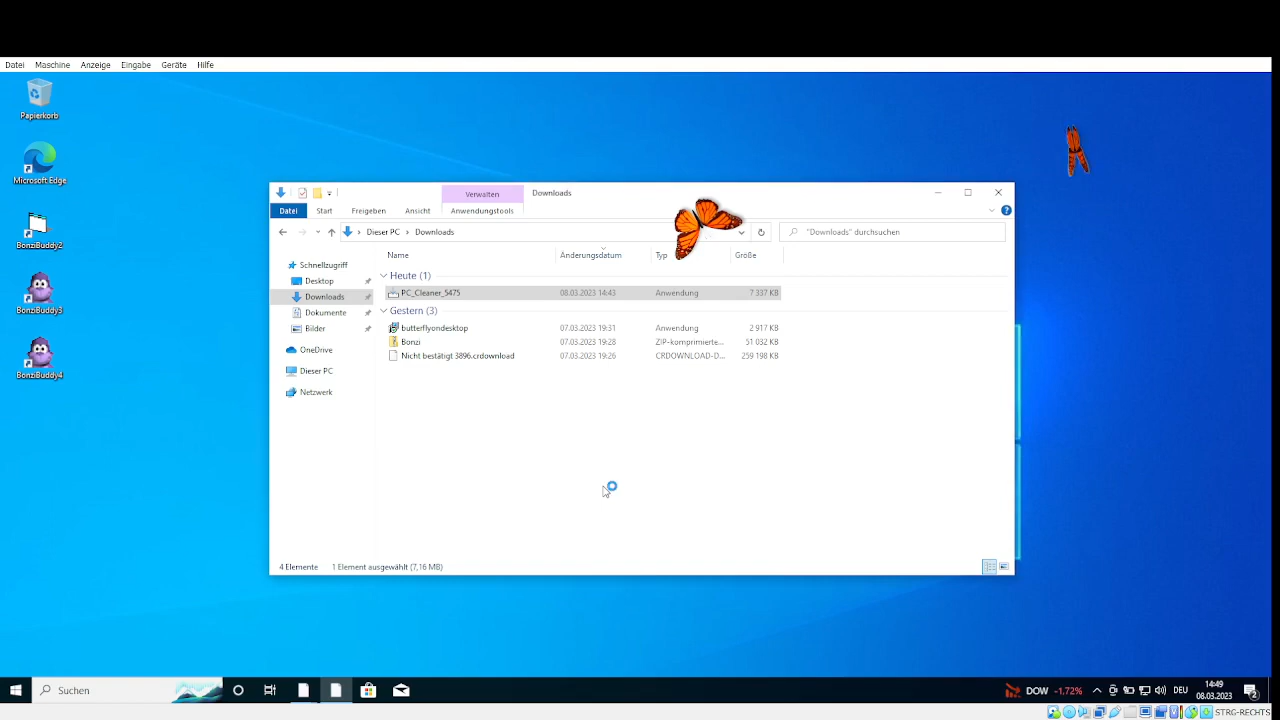 Datei Maschine Anzeige Eingabe Geräte Hilfe
Papierkorb
Microsoft Edge
BonziBuddy2
BonziBuddy3
BonziBuddy4
Verwalten Downloads
Datei Start Freigeben Ansicht Anwendungstools
Dieser PC Downloads "Downloads" durchsuchen
Name Änderungsdatum Typ Größe
Schnellzugriff
Desktop
Downloads
Dokumente
Bilder
OneDrive
Dieser PC
Netzwerk
Heute (1)
PC_Cleaner_5475 08.03.2023 14:43 Anwendung 7 337 KB
Gestern (3)
butterflyondesktop 07.03.2023 19:31 Anwendung 2 917 KB
Bonzi 07.03.2023 19:28 ZIP-komprimierte... 51 032 KB
Nicht bestätigt 3896.crdownload 07.03.2023 19:26 CRDOWNLOAD-D... 259 198 KB
4 Elemente 1 Element ausgewählt (7,16 MB)
Suchen DOW -1.72% DEU 14:49
08.03.2023 2
STRG-RECHTS